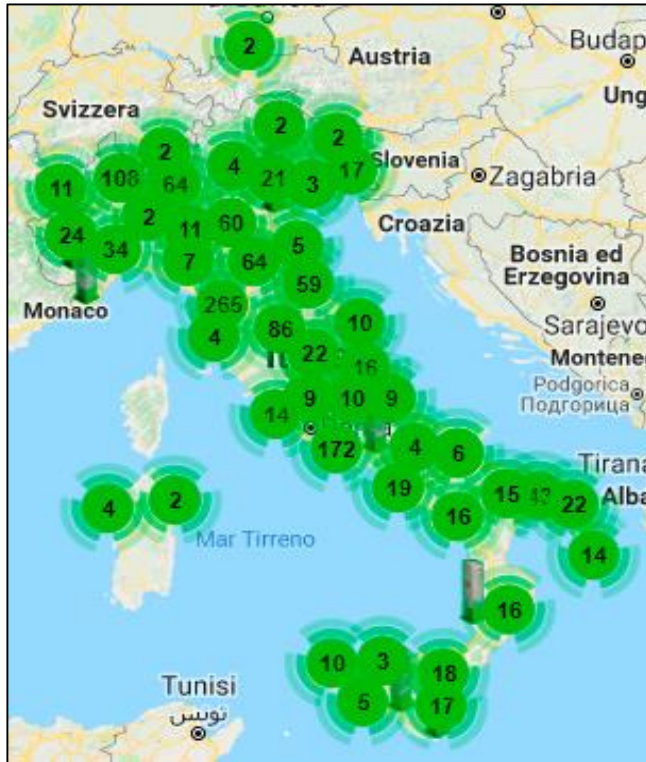 2
Budap
Austria
Ung
Svizzera
2
2
2
4
Slovenia
17
11
108
64
21
3
Zagabria
2
60
Croazia
24
34
11
5
7
64
Bosnia ed
Erzegovina
59
Monaco
265
Sarajevo
4
86
10
22
16
Montene
Podgorica
Подгорица
9
10
9
14
172
4
6
Tirana
19
15
22
Alba
4
2
16
Mar Tirreno
14
16
10
3
18
Tunisi
تونس
5
17